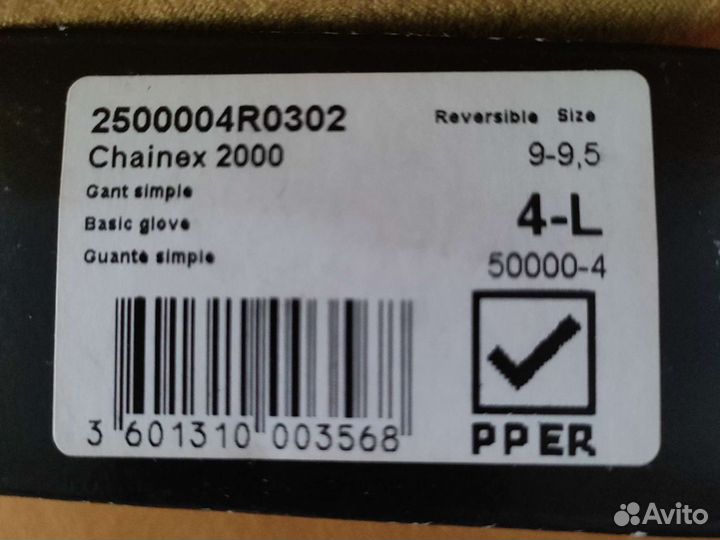 2500004R0302
Chainex 2000
Gant simple
Basic glove
Guante simple
Reversible Size
9-9,5
4-L
50000-4
3 601310 003568
PPER
Avito